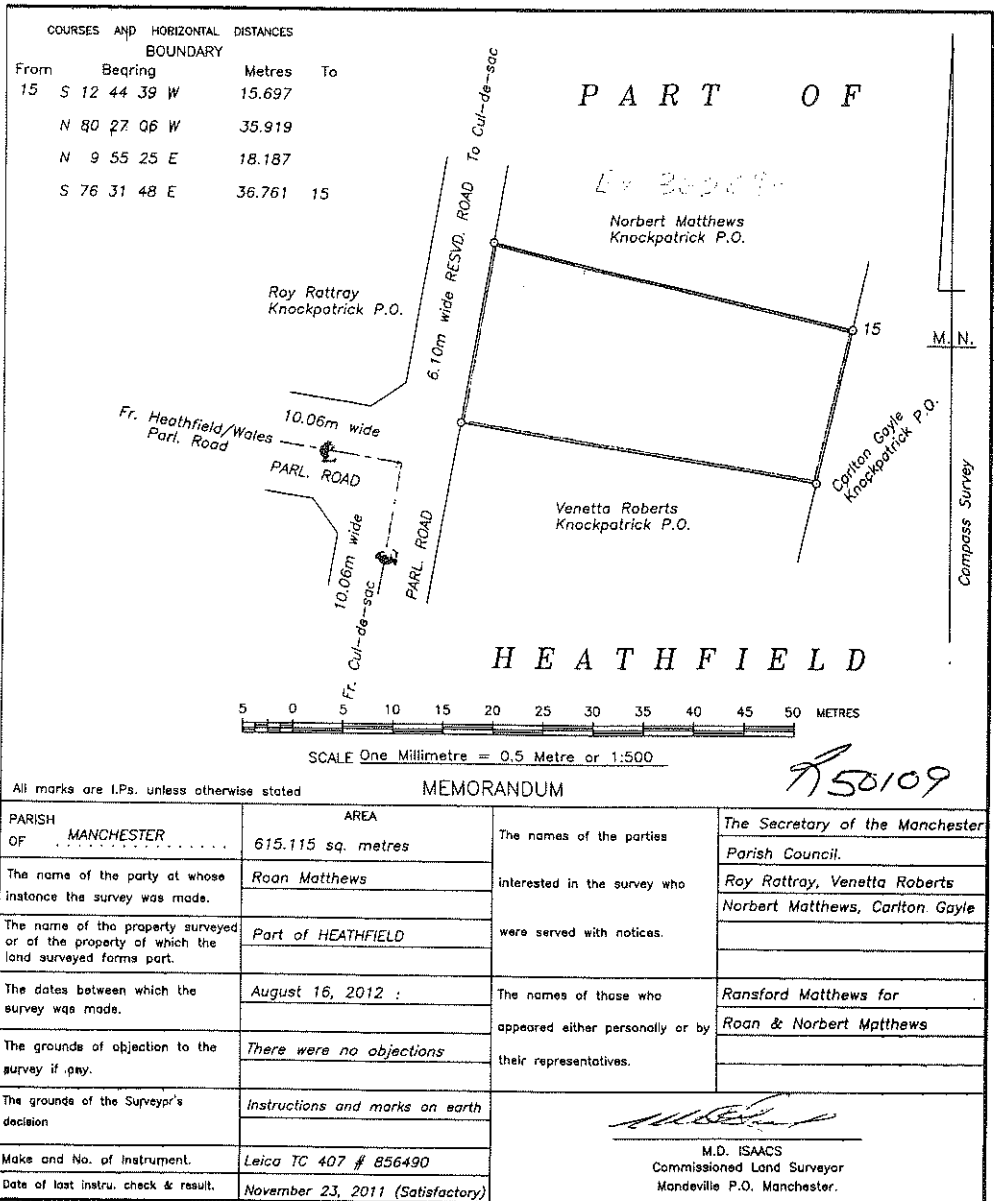 COURSES AND HORIZONTAL DISTANCES
BOUNDARY
From Bearing Metres To
15 S 12 44 39 W 15.697
N 80 27 06 W 35.919
N 9 55 25 E 18.187
S 76 31 48 E 36.761 15
PART OF
Norbert Matthews
Knockpatrick P.O.
6.10m wide RESVD. ROAD To Cul-de-sac
Roy Rattray
Knockpatrick P.O.
15
M.N.
10.06m wide
Fr. Heathfield/Wales
Parl. Road
PARL. ROAD
Carlton Gayle
Knockpatrick P.O.
Venetta Roberts
Knockpatrick P.O.
Compass Survey
10.06m wide
PARL. ROAD
Fr. Cul-de-sac
HEATHFIELD
5 0 5 10 15 20 25 30 35 40 45 50 METRES
SCALE One Millimetre = 0.5 Metre or 1:500
K50109
All marks are I.Ps. unless otherwise stated
MEMORANDUM
PARISH
OF MANCHESTER
AREA
615.115 sq. metres
The name of the party at whose
instance the survey was made.
Roan Matthews
The name of the property surveyed
or of the property of which the
land surveyed forms part.
Part of HEATHFIELD
The dates between which the
survey was made.
August 16, 2012 :
The grounds of objection to the
survey if any.
There were no objections
The grounds of the Surveyor's
decision
Instructions and marks on earth
Make and No. of Instrument.
Leica TC 407 # 856490
Date of last instru. check & result.
November 23, 2011 (Satisfactory)
The names of the parties
interested in the survey who
were served with notices.
The Secretary of the Manchester
Parish Council.
Roy Rattray, Venetta Roberts
Norbert Matthews, Carlton Gayle
The names of those who
appeared either personally or by
their representatives.
Ransford Matthews for
Roan & Norbert Matthews
M.D. ISAACS
Commissioned Land Surveyor
Mandeville P.O. Manchester.